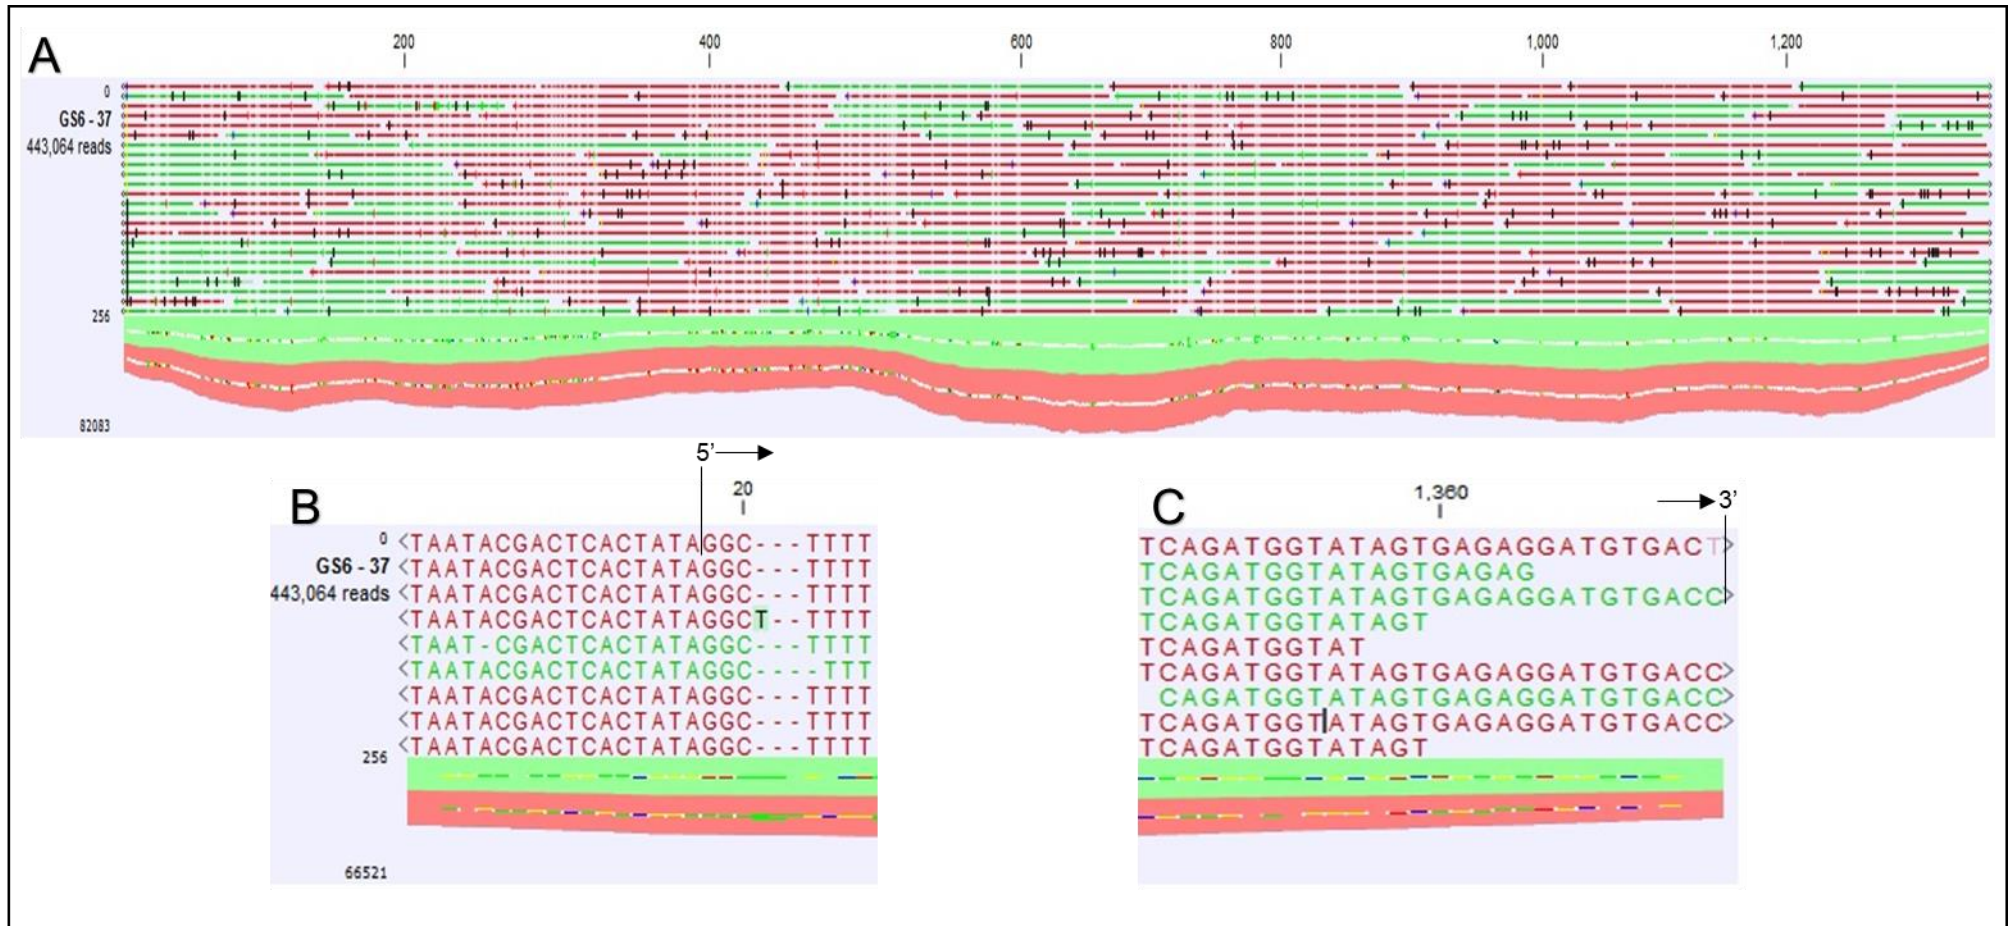 A
200 400 600 800 1,000 1,200
0
GS6 - 37
443,064 reads
256
82083
5’
B
20
0
GS6 - 37
443,064 reads
<TAATACGACTCACTATAGGC---TTTT
<TAATACGACTCACTATAGGC---TTTT
<TAATACGACTCACTATAGGC---TTTT
<TAATACGACTCACTATAGGCT--TTTT
<TAAT-CGACTCACTATAGGC---TTTT
<TAATACGACTCACTATAGGC----TTT
<TAATACGACTCACTATAGGC---TTTT
<TAATACGACTCACTATAGGC---TTTT
<TAATACGACTCACTATAGGC---TTTT
256
66521
C
1,360
3’
TCAGATGGTATAGTGAGAGGATGTGACT>
TCAGATGGTATAGTGAGAG
TCAGATGGTATAGTGAGAGGATGTGACC>
TCAGATGGTATAGT
TCAGATGGTAT
TCAGATGGTATAGTGAGAGGATGTGACC>
CAGATGGTATAGTGAGAGGATGTGACC>
TCAGATGGTATAGTGAGAGGATGTGACC>
TCAGATGGTATAGT